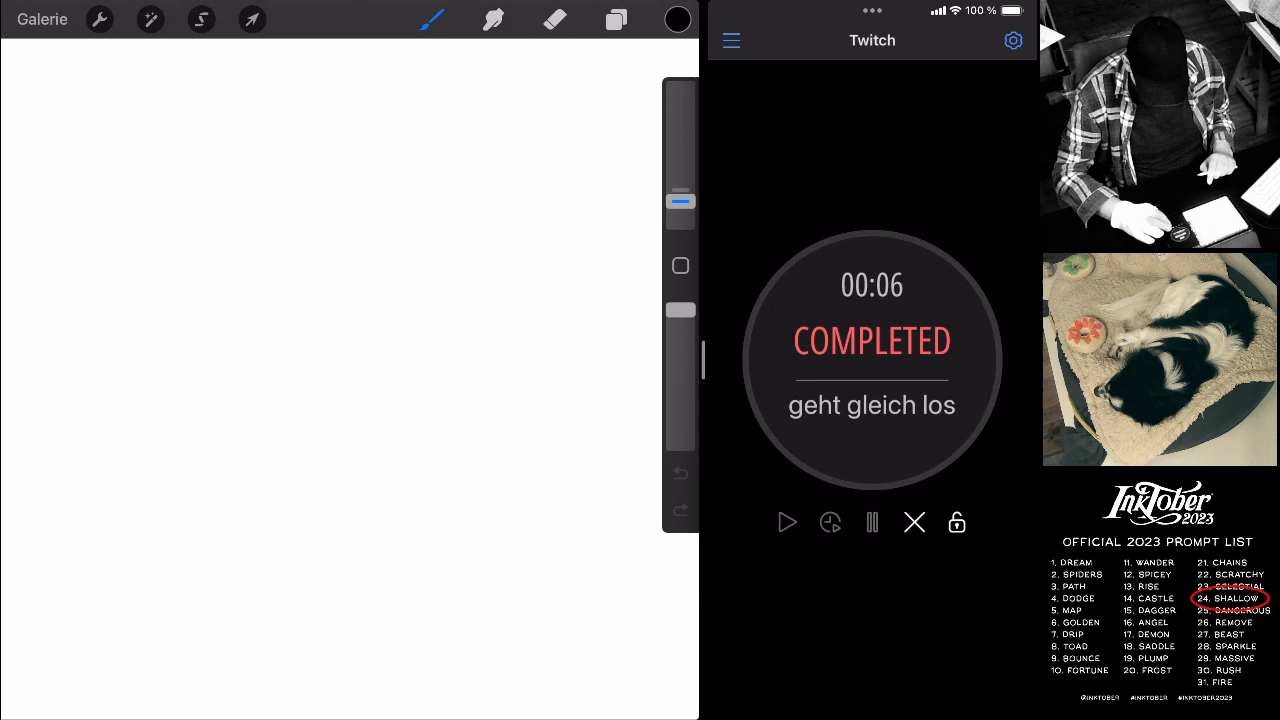 Galerie
100 %
Twitch
00:06
COMPLETED
geht gleich los
INKTOBER
2023
OFFICIAL 2023 PROMPT LIST
1. DREAM
2. SPIDERS
3. PATH
4. DODGE
5. MAP
6. GOLDEN
7. DRIP
8. TOAD
9. BOUNCE
10. FORTUNE
11. WANDER
12. SPICEY
13. RISE
14. CASTLE
15. DAGGER
16. ANGEL
17. DEMON
18. SADDLE
19. PLUMP
20. FROST
21. CHAINS
22. SCRATCHY
23. CELESTIAL
24. SHALLOW
25. DANGEROUS
26. REMOVE
27. BEAST
28. SPARKLE
29. MASSIVE
30. RUSH
31. FIRE
@INKTOBER #INKTOBER #INKTOBER2023